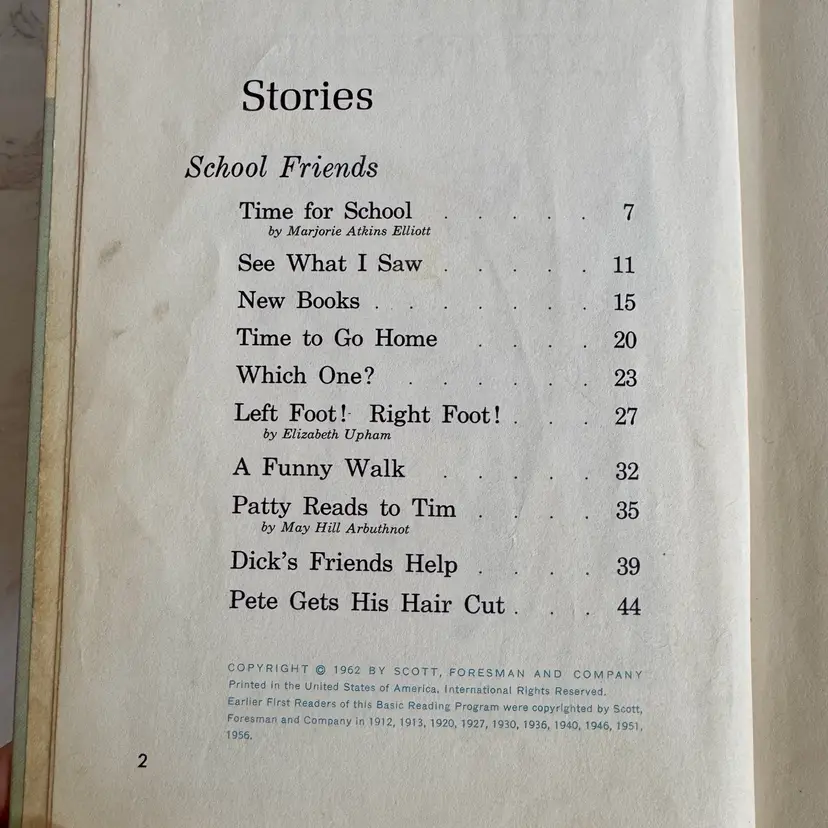 Stories
School Friends
Time for School . . . . . 7
by Marjorie Atkins Elliott
See What I Saw . . . . . 11
New Books . . . . . . . 15
Time to Go Home . . . . 20
Which One? . . . . . . 23
Left Foot! Right Foot! . . . 27
by Elizabeth Upham
A Funny Walk . . . . . 32
Patty Reads to Tim . . . . 35
by May Hill Arbuthnot
Dick's Friends Help . . . . 39
Pete Gets His Hair Cut . . . 44
COPYRIGHT © 1962 BY SCOTT, FORESMAN AND COMPANY
Printed in the United States of America. International Rights Reserved.
Earlier First Readers of this Basic Reading Program were copyrighted by Scott,
Foresman and Company in 1912, 1913, 1920, 1927, 1930, 1936, 1940, 1946, 1951,
1956.
2